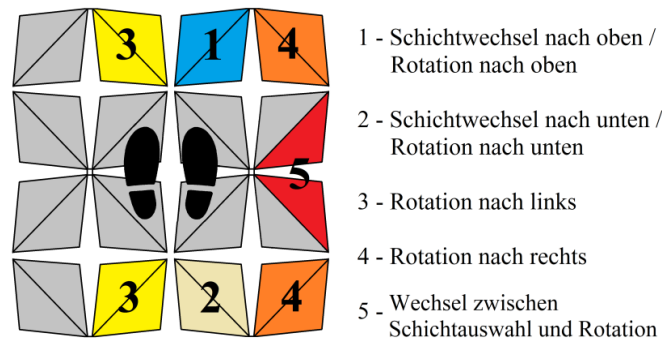 3 1 4
5
3 2 4
1 - Schichtwechsel nach oben /
Rotation nach oben
2 - Schichtwechsel nach unten /
Rotation nach unten
3 - Rotation nach links
4 - Rotation nach rechts
5 - Wechsel zwischen
Schichtauswahl und Rotation